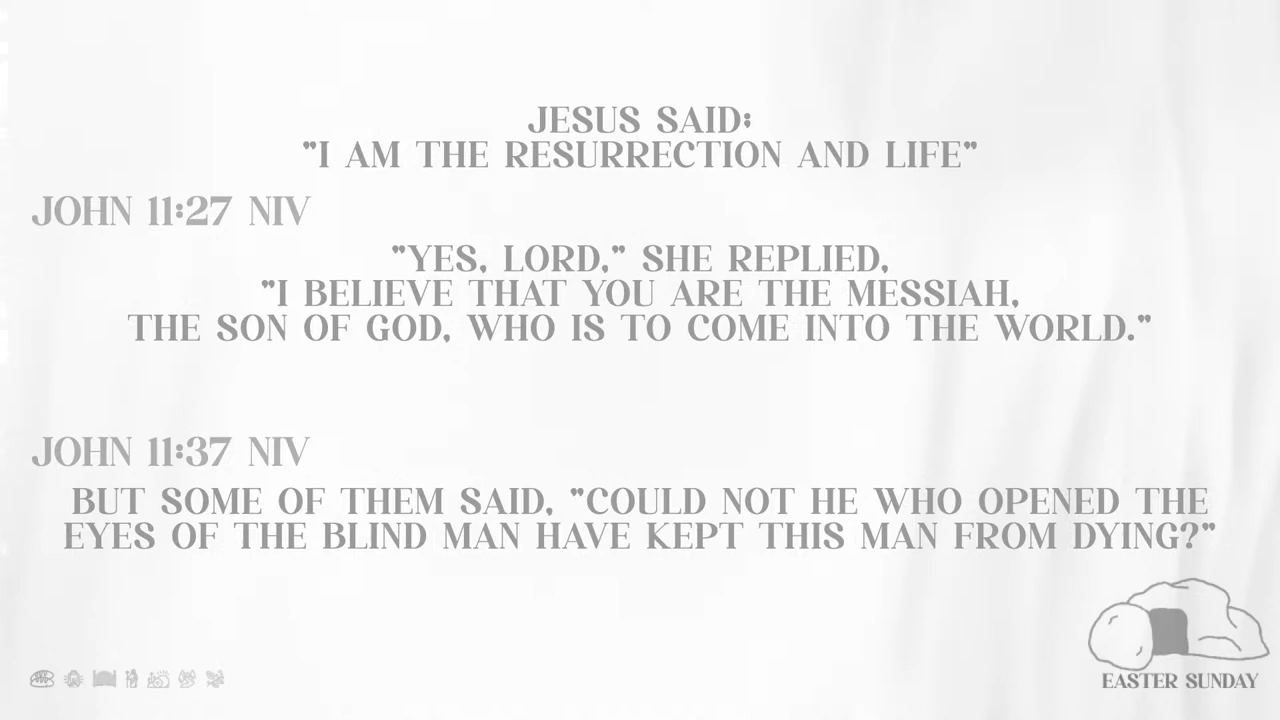 JESUS SAID:
"I AM THE RESURRECTION AND LIFE"
JOHN 11:27 NIV
"YES, LORD," SHE REPLIED,
"I BELIEVE THAT YOU ARE THE MESSIAH,
THE SON OF GOD, WHO IS TO COME INTO THE WORLD."
JOHN 11:37 NIV
BUT SOME OF THEM SAID, "COULD NOT HE WHO OPENED THE
EYES OF THE BLIND MAN HAVE KEPT THIS MAN FROM DYING?"
EASTER SUNDAY